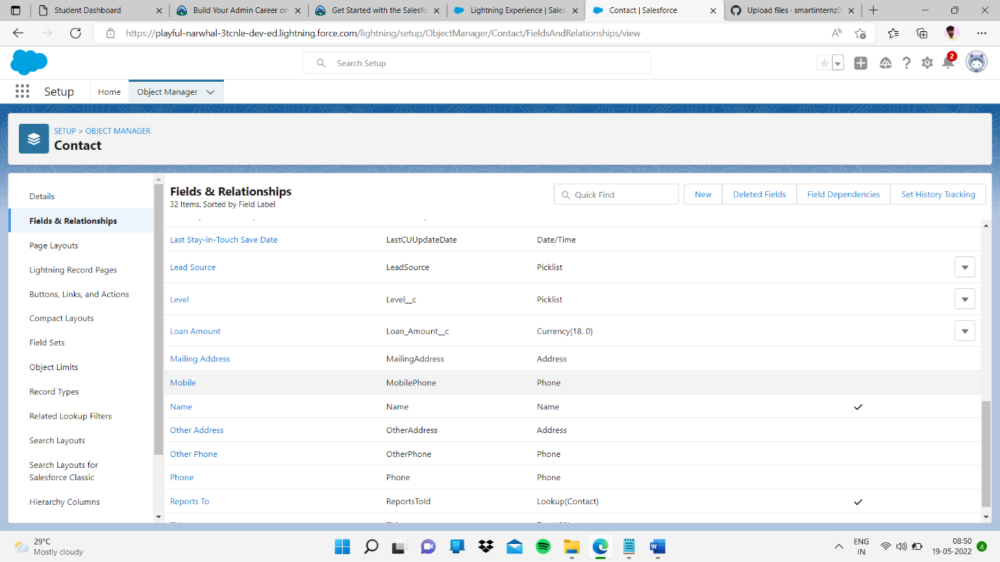 Student Dashboard
Build Your Admin Career on
Get Started with the Salesfo
Lightning Experience | Sales
Contact | Salesforce
Upload files · smartinternz0
https://playful-narwhal-3tcnle-dev-ed.lightning.force.com/lightning/setup/ObjectManager/Contact/FieldsAndRelationships/view
Search Setup
2
Setup
Home
Object Manager
SETUP > OBJECT MANAGER
Contact
Details
Fields & Relationships
Page Layouts
Lightning Record Pages
Buttons, Links, and Actions
Compact Layouts
Field Sets
Object Limits
Record Types
Related Lookup Filters
Search Layouts
Search Layouts for
Salesforce Classic
Hierarchy Columns
Fields & Relationships
32 Items, Sorted by Field Label
Quick Find
New
Deleted Fields
Field Dependencies
Set History Tracking
Last Stay-in-Touch Save Date LastCUUpdateDate Date/Time
Lead Source LeadSource Picklist
Level Level__c Picklist
Loan Amount Loan_Amount__c Currency(18, 0)
Mailing Address MailingAddress Address
Mobile MobilePhone Phone
Name Name Name
Other Address OtherAddress Address
Other Phone OtherPhone Phone
Phone Phone Phone
Reports To ReportsToId Lookup(Contact)
29°C
Mostly cloudy
ENG
IN
08:50
19-05-2022
4